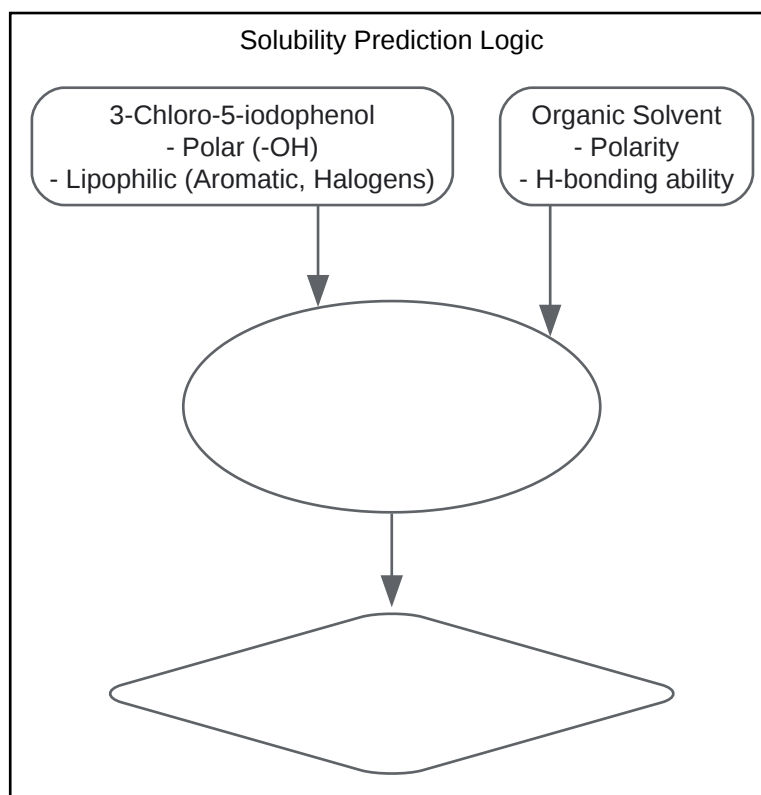 Solubility Prediction Logic
3-Chloro-5-iodophenol
- Polar (-OH)
- Lipophilic (Aromatic, Halogens)
Organic Solvent
- Polarity
- H-bonding ability